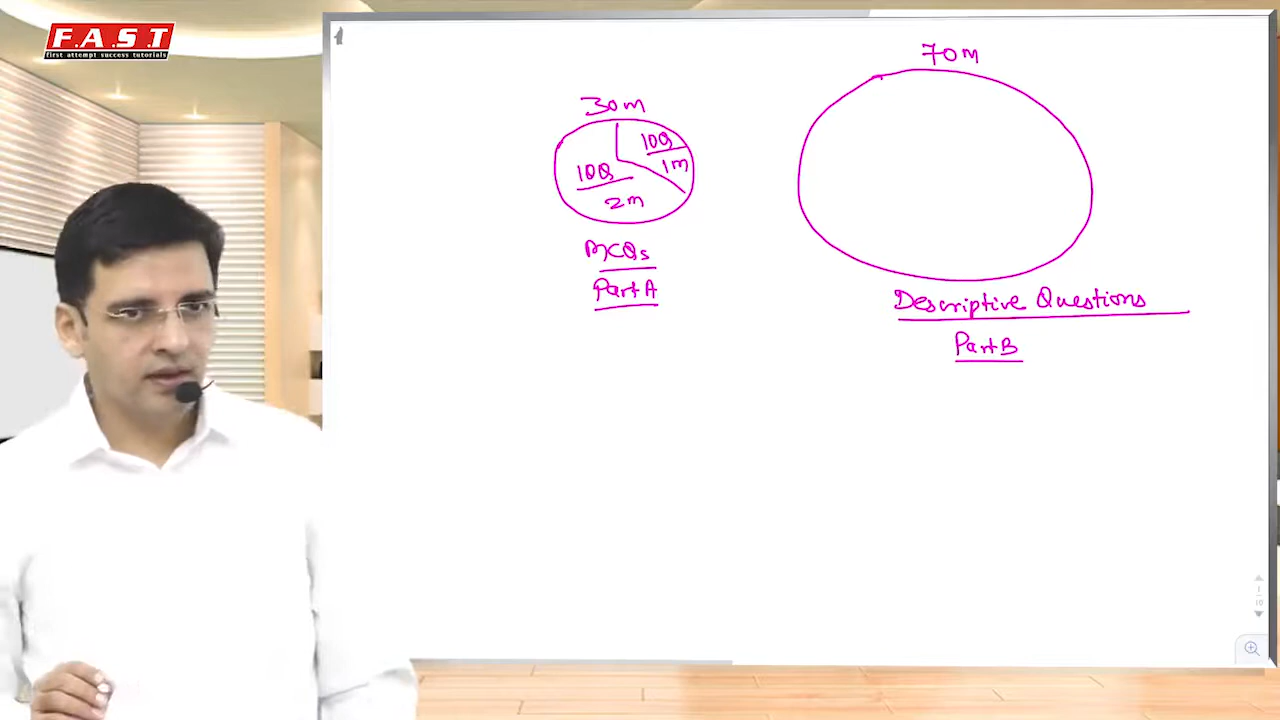 F.A.S.T
first attempt success tutorials
30m
10Q
1m
10Q
2m
MCQs
Part A
70m
Descriptive Questions
Part B